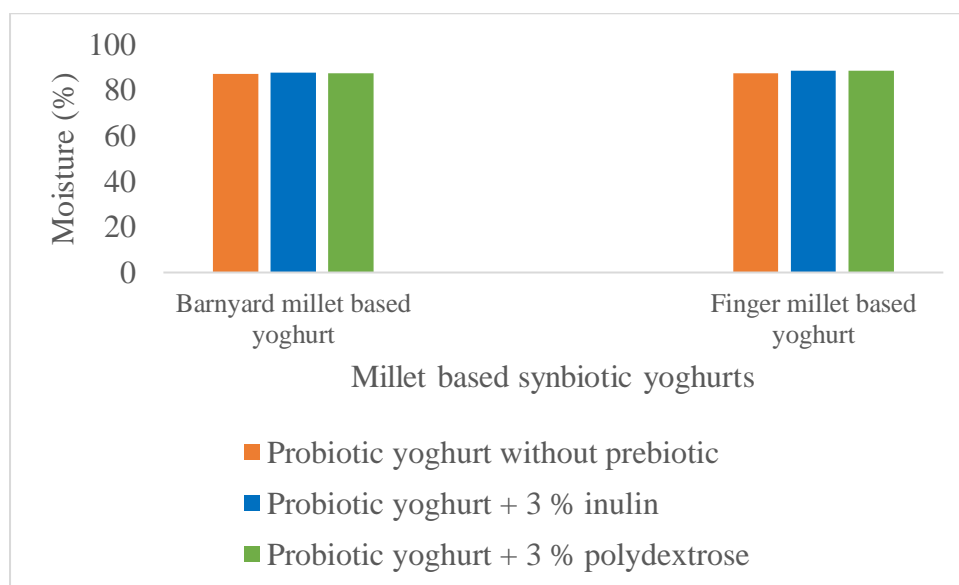 100
80
60
40
20
0
Moisture (%)
Barnyard millet based
yoghurt
Finger millet based
yoghurt
Millet based synbiotic yoghurts
Probiotic yoghurt without prebiotic
Probiotic yoghurt + 3 % inulin
Probiotic yoghurt + 3 % polydextrose